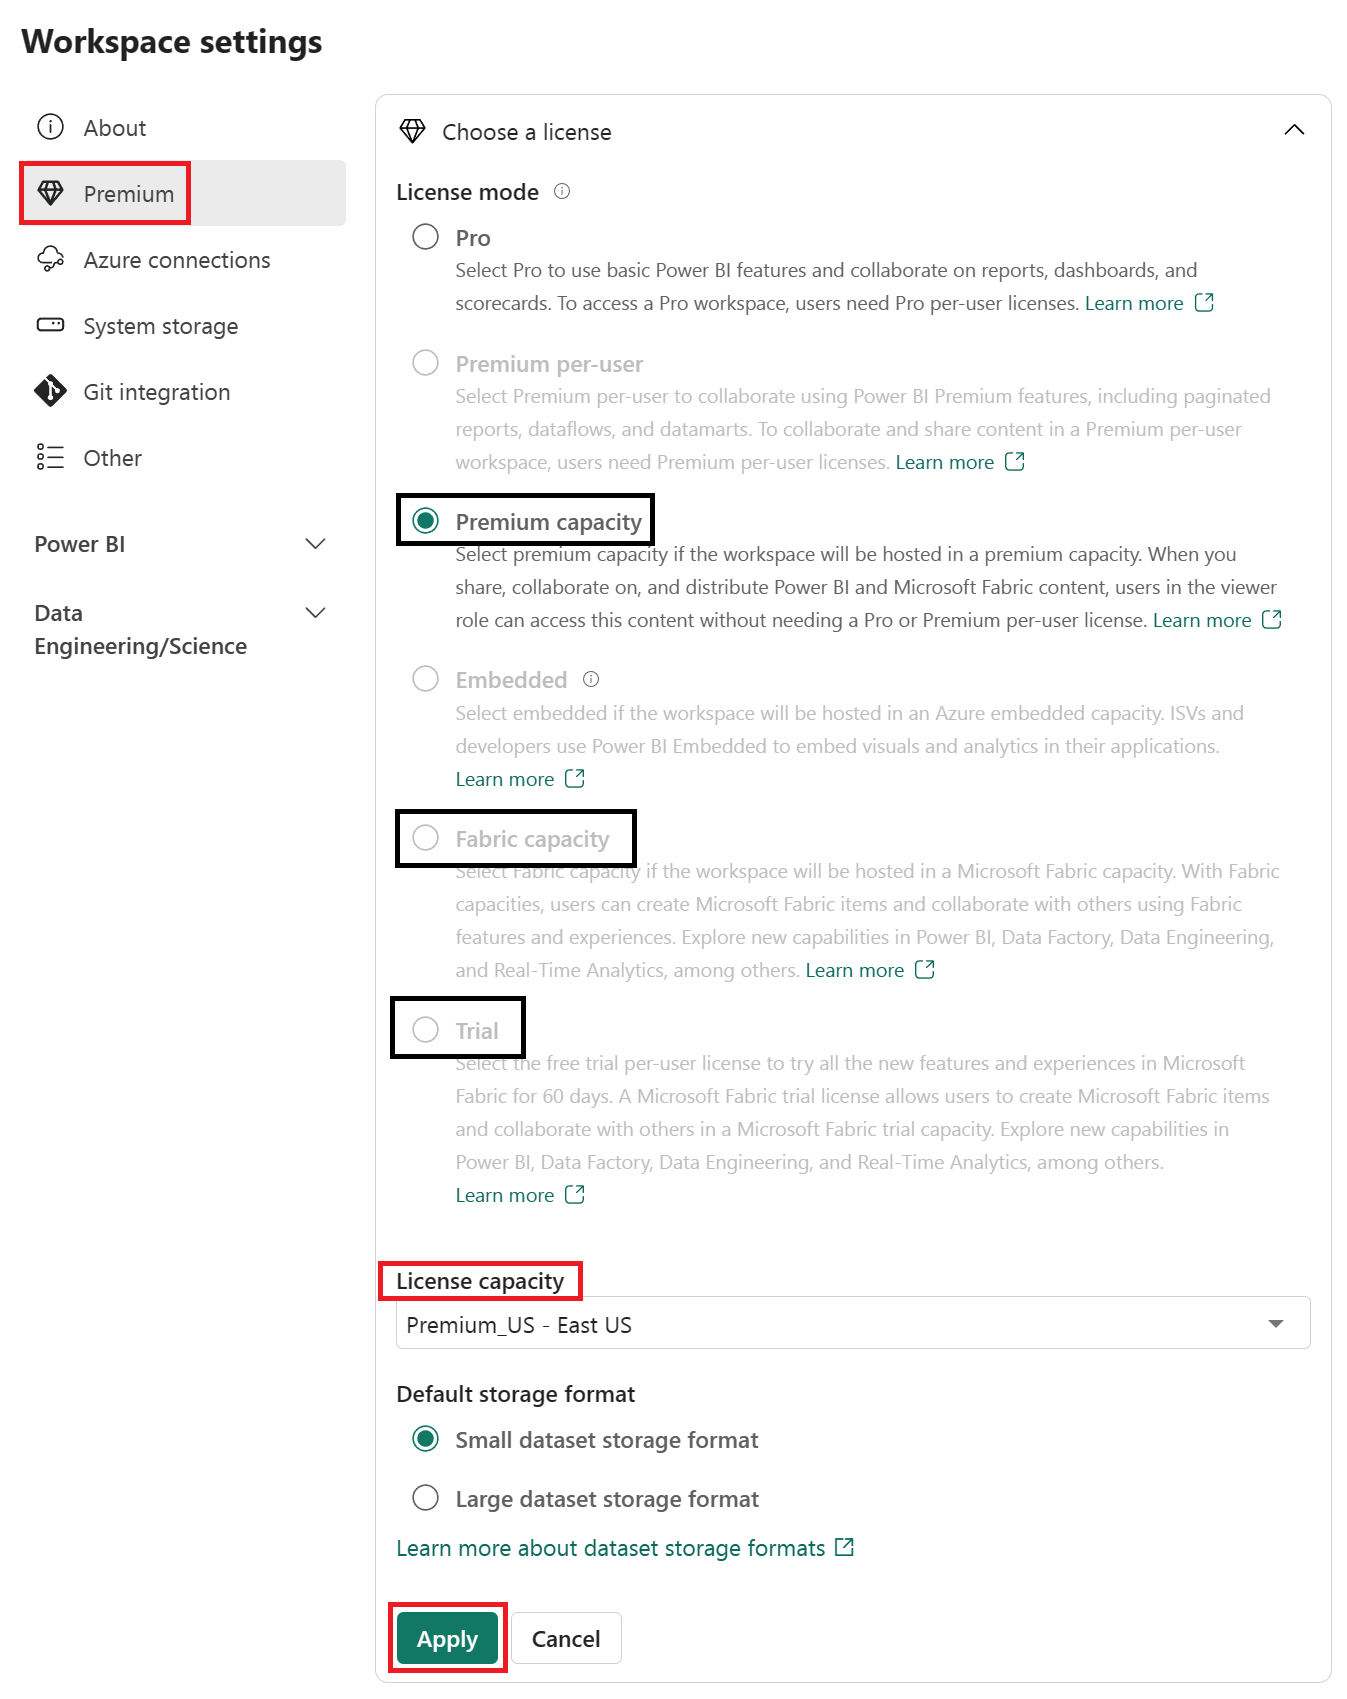 Workspace settings
About
Premium
Azure connections
System storage
Git integration
Other
Power BI
Data
Engineering/Science
Choose a license
License mode
Pro
Select Pro to use basic Power BI features and collaborate on reports, dashboards, and
scorecards. To access a Pro workspace, users need Pro per-user licenses. Learn more
Premium per-user
Select Premium per-user to collaborate using Power BI Premium features, including paginated
reports, dataflows, and datamarts. To collaborate and share content in a Premium per-user
workspace, users need Premium per-user licenses. Learn more
Premium capacity
Select premium capacity if the workspace will be hosted in a premium capacity. When you
share, collaborate on, and distribute Power BI and Microsoft Fabric content, users in the viewer
role can access this content without needing a Pro or Premium per-user license. Learn more
Embedded
Select embedded if the workspace will be hosted in an Azure embedded capacity. ISVs and
developers use Power BI Embedded to embed visuals and analytics in their applications.
Learn more
Fabric capacity
Select Fabric capacity if the workspace will be hosted in a Microsoft Fabric capacity. With Fabric
capacities, users can create Microsoft Fabric items and collaborate with others using Fabric
features and experiences. Explore new capabilities in Power BI, Data Factory, Data Engineering,
and Real-Time Analytics, among others. Learn more
Trial
Select the free trial per-user license to try all the new features and experiences in Microsoft
Fabric for 60 days. A Microsoft Fabric trial license allows users to create Microsoft Fabric items
and collaborate with others in a Microsoft Fabric trial capacity. Explore new capabilities in
Power BI, Data Factory, Data Engineering, and Real-Time Analytics, among others.
Learn more
License capacity
Premium_US - East US
Default storage format
Small dataset storage format
Large dataset storage format
Learn more about dataset storage formats
Apply
Cancel